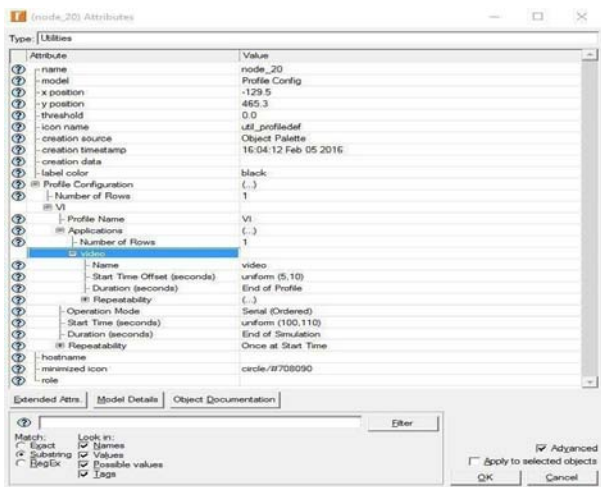 (node_20) Attributes
Type: Utilities
Attribute Value
name node_20
model Profile Config
x position -129.5
y position 465.3
threshold 0.0
icon name util_profiledef
creation source Object Palette
creation timestamp 16:04:12 Feb 05 2016
creation data
label color black
Profile Configuration (...)
Number of Rows 1
VI
Profile Name VI
Applications (...)
Number of Rows 1
video
Name video
Start Time Offset (seconds) uniform (5,10)
Duration (seconds) End of Profile
Repeatability (...)
Operation Mode Serial (Ordered)
Start Time (seconds) uniform (100,110)
Duration (seconds) End of Simulation
Repeatability Once at Start Time
hostname
minimized icon circle/#708090
role
Extended Attrs. Model Details Object Documentation
Filter
Match: Look in:
Exact Names
Substring Values
RegEx Possible values
Tags
Advanced
Apply to selected objects
OK Cancel